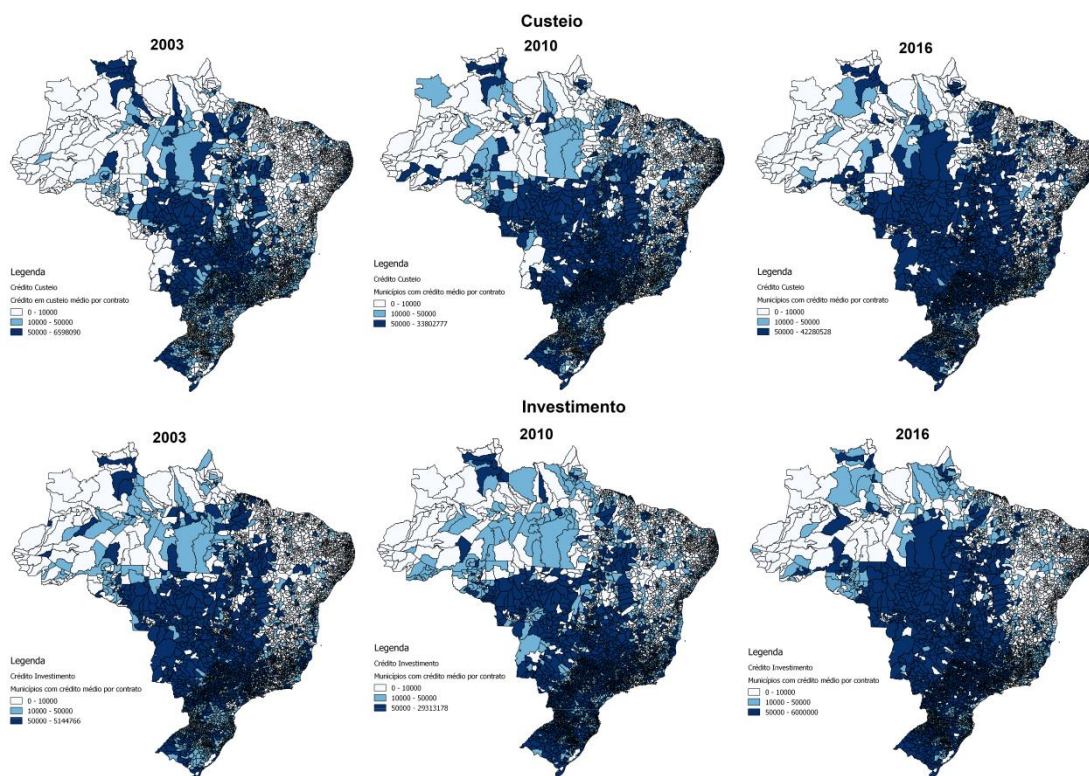 Custeio
2003
2010
2016
Legenda
Crédito Custeio
Crédito em custeio médio por contrato
0 - 10000
10000 - 50000
50000 - 6598090
Legenda
Crédito Custeio
Municípios com crédito médio por contrato
0 - 10000
10000 - 50000
50000 - 33802777
Legenda
Crédito Custeio
Municípios com crédito médio por contrato
0 - 10000
10000 - 50000
50000 - 42280528
Investimento
2003
2010
2016
Legenda
Crédito Investimento
Municípios com crédito médio por contrato
0 - 10000
10000 - 50000
50000 - 5144766
Legenda
Crédito Investimento
Municípios com crédito médio por contrato
0 - 10000
10000 - 50000
50000 - 29313178
Legenda
Crédito Investimento
Municípios com crédito médio por contrato
0 - 10000
10000 - 50000
50000 - 6000000